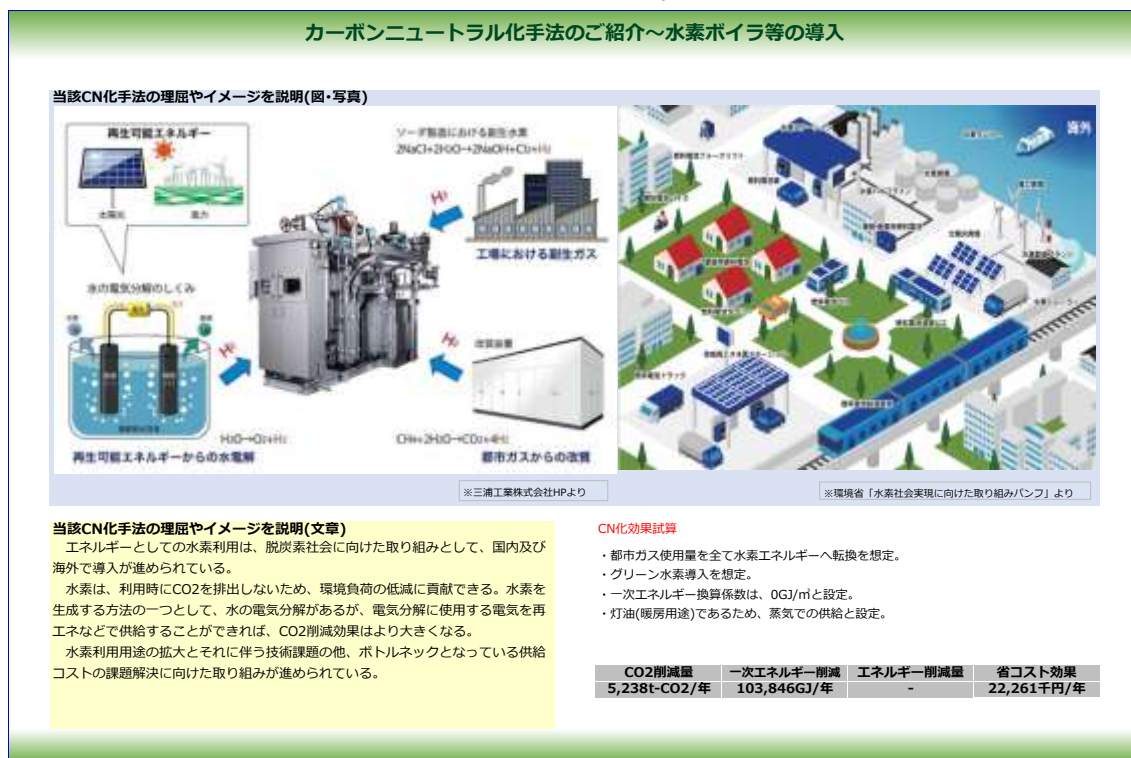 カーボンニュートラル化手法のご紹介～水素ボイラ等の導入
当該CN化手法の理屈やイメージを説明(図・写真)
再生可能エネルギー
太陽光
風力
水の電気分解のしくみ
H₂
H₂O→O₂+H₂
再生可能エネルギーからの水電解
ソーダ製造における副生水素
2NaCl+2H₂O→2NaOH+Cl₂+H₂
H₂
工場における副生ガス
H₂
改質装置
CH₄+2H₂O→CO₂+4H₂
都市ガスからの改質
海外
※三浦工業株式会社HPより
※環境省「水素社会実現に向けた取り組みパンフ」より
当該CN化手法の理屈やイメージを説明(文章)
エネルギーとしての水素利用は、脱炭素社会に向けた取り組みとして、国内及び
海外で導入が進められている。
水素は、利用時にCO2を排出しないため、環境負荷の低減に貢献できる。水素を
生成する方法の一つとして、水の電気分解があるが、電気分解に使用する電気を再
エネなどで供給することができれば、CO2削減効果はより大きくなる。
水素利用用途の拡大とそれに伴う技術課題の他、ボトルネックとなっている供給
コストの課題解決に向けた取り組みが進められている。
CN化効果試算
・都市ガス使用量を全て水素エネルギーへ転換を想定。
・グリーン水素導入を想定。
・一次エネルギー換算係数は、0GJ/㎥と設定。
・灯油(暖房用途)であるため、蒸気での供給と設定。
CO2削減量 一次エネルギー削減 エネルギー削減量 省コスト効果
5,238t-CO2/年 103,846GJ/年 - 22,261千円/年